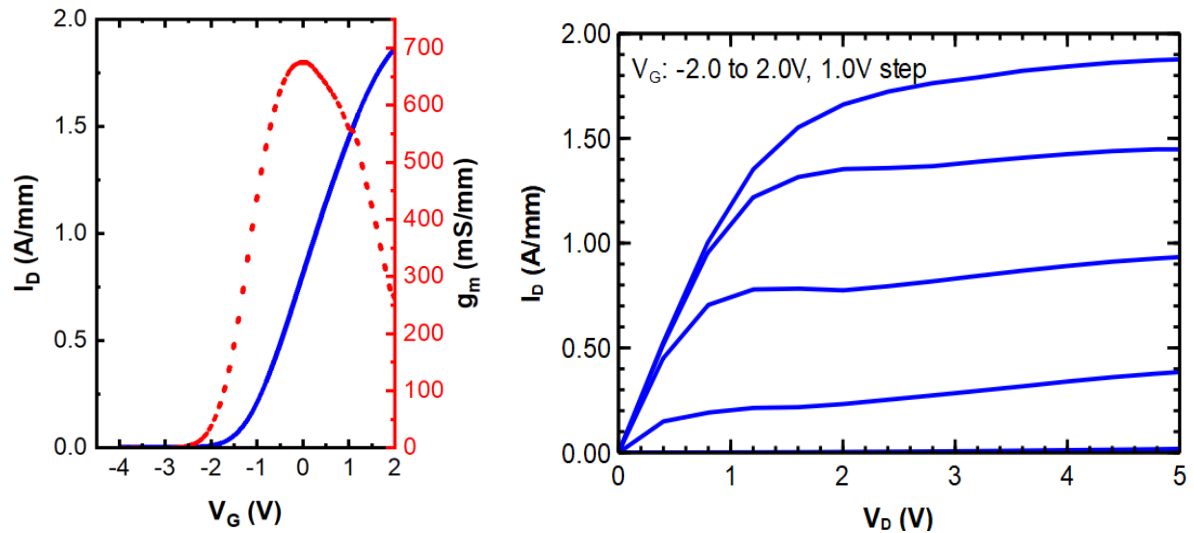 2.0
1.5
1.0
0.5
0.0
I_D (A/mm)
700
600
500
400
300
200
100
0
g_m (mS/mm)
-4 -3 -2 -1 0 1 2
V_G (V)
V_G: -2.0 to 2.0V, 1.0V step
2.00
1.50
1.00
0.50
0.00
I_D (A/mm)
0 1 2 3 4 5
V_D (V)